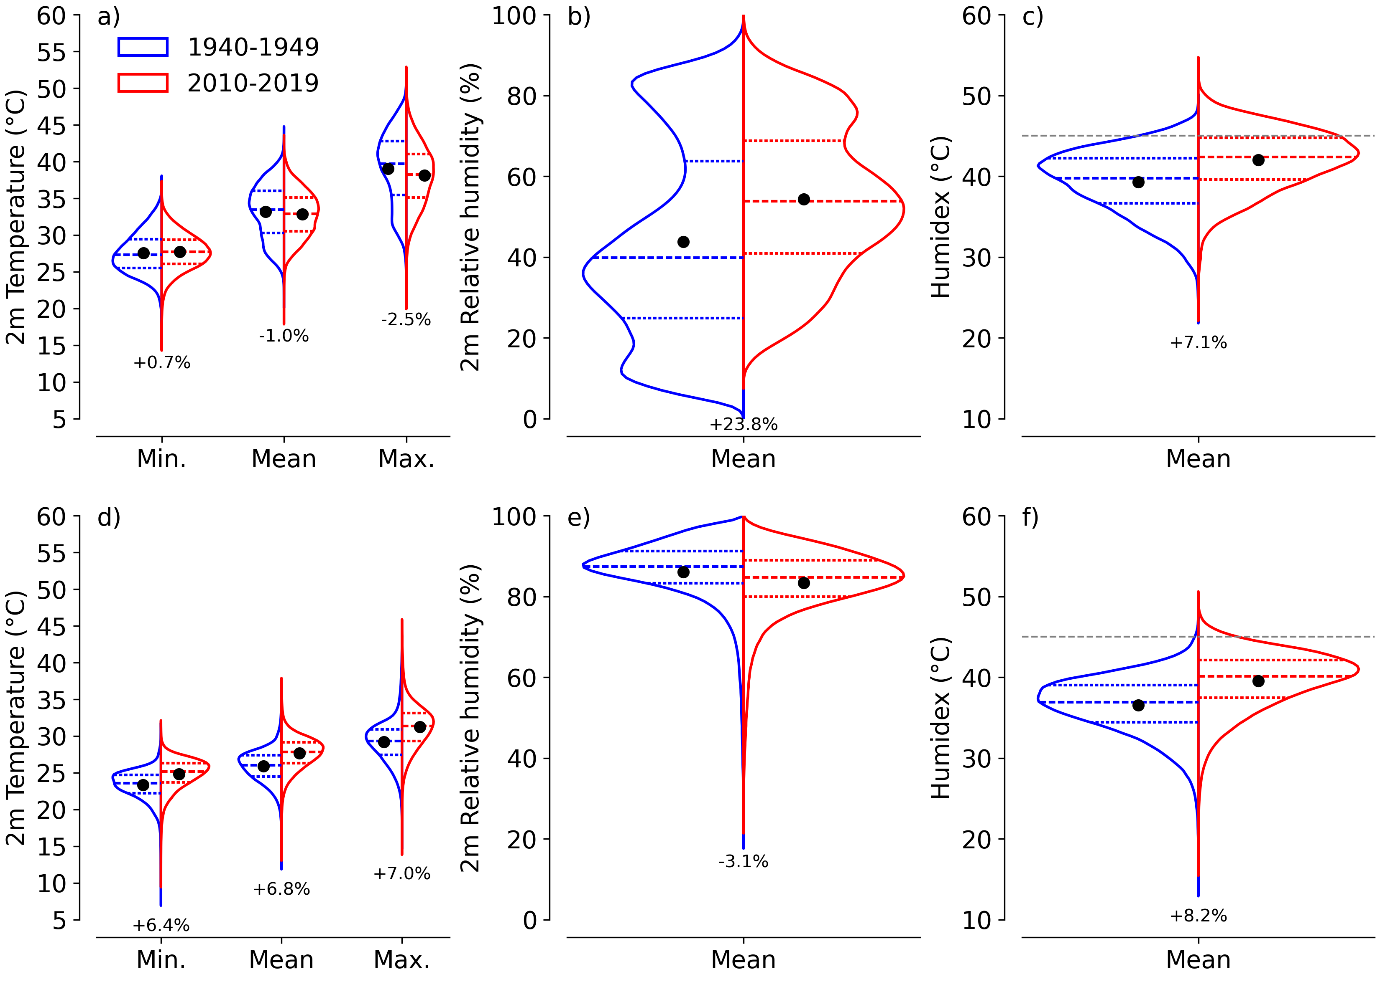 a)
1940-1949
2010-2019
2m Temperature (°C)
60
55
50
45
40
35
30
25
20
15
10
5
+0.7%
-1.0%
-2.5%
Min.
Mean
Max.
b)
2m Relative humidity (%)
100
80
60
40
20
0
+23.8%
Mean
c)
Humidex (°C)
60
50
40
30
20
10
+7.1%
Mean
d)
2m Temperature (°C)
60
55
50
45
40
35
30
25
20
15
10
5
+6.4%
+6.8%
+7.0%
Min.
Mean
Max.
e)
2m Relative humidity (%)
100
80
60
40
20
0
-3.1%
Mean
f)
Humidex (°C)
60
50
40
30
20
10
+8.2%
Mean